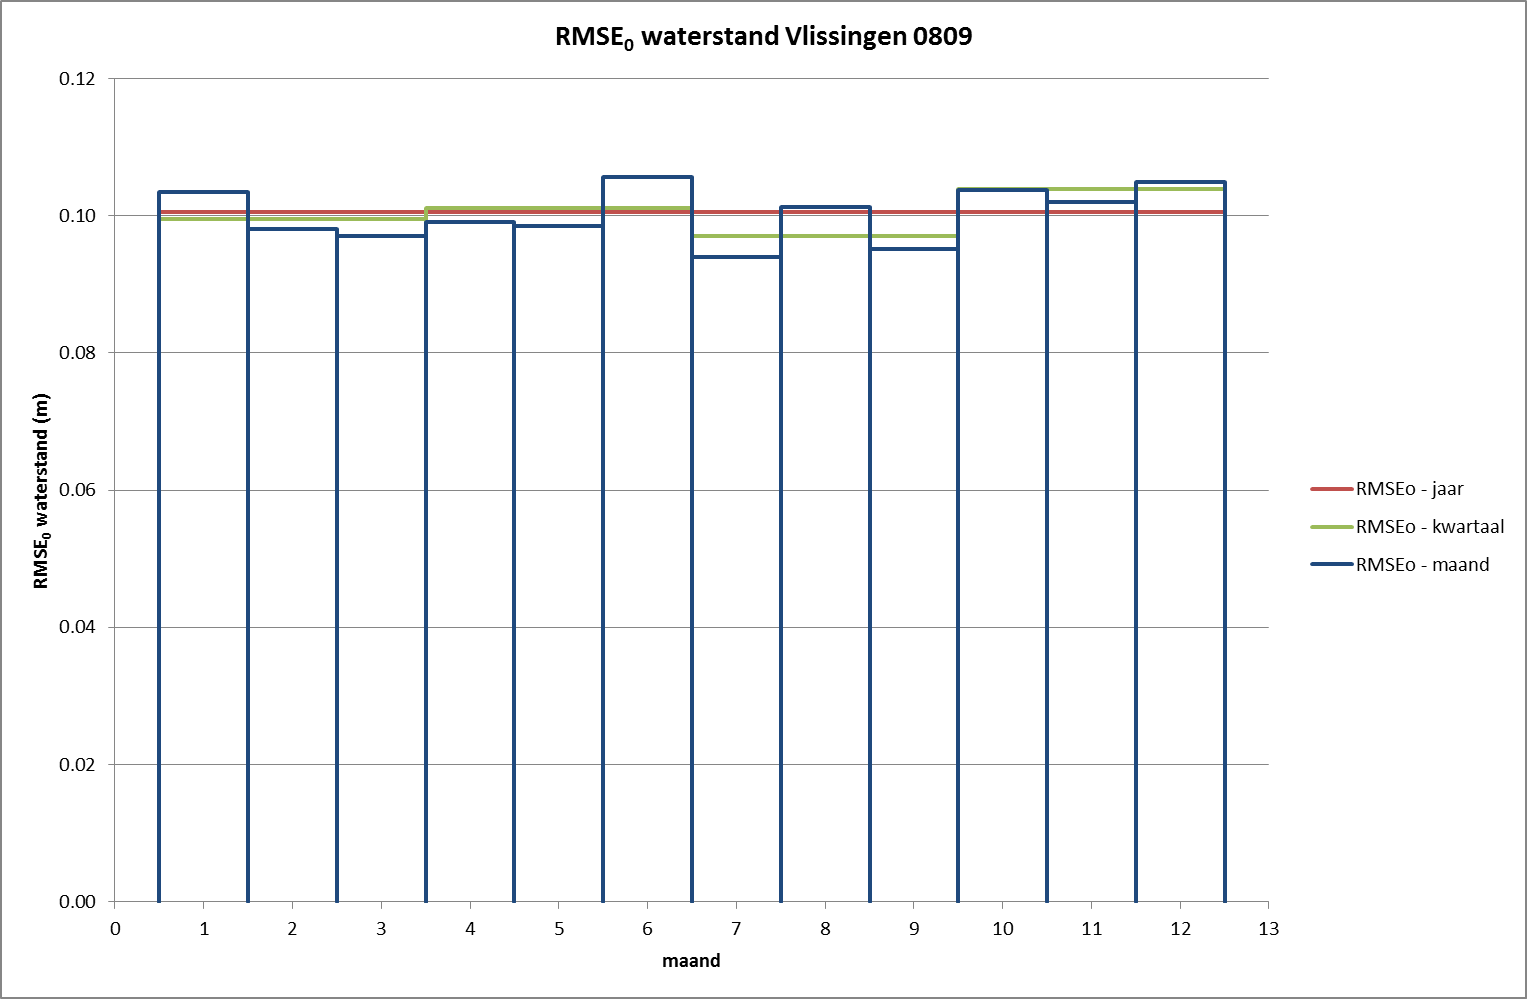 RMSE₀ waterstand Vlissingen 0809
0.12
0.10
0.08
0.06
0.04
0.02
0.00
RMSE₀ waterstand (m)
0 1 2 3 4 5 6 7 8 9 10 11 12 13
maand
RMSEo - jaar
RMSEo - kwartaal
RMSEo - maand